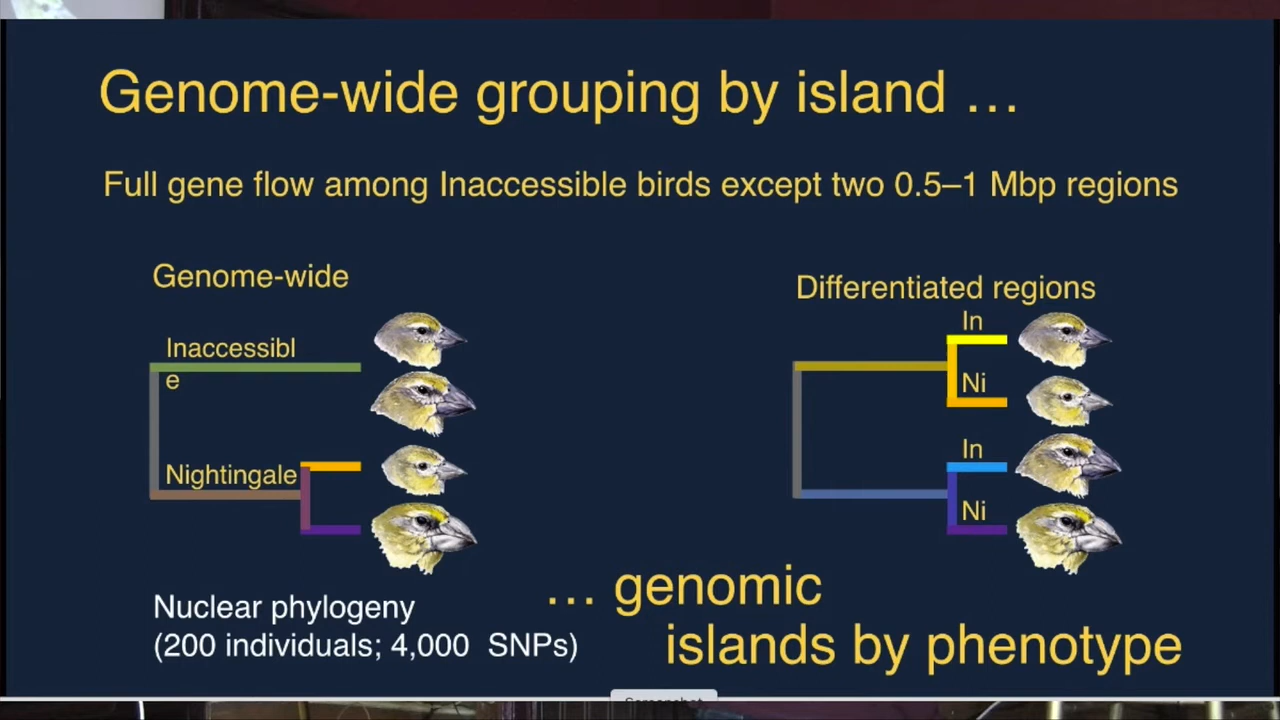 Genome-wide grouping by island …
Full gene flow among Inaccessible birds except two 0.5–1 Mbp regions
Genome-wide
Inaccessibl
e
Nightingale
Nuclear phylogeny
(200 individuals; 4,000 SNPs)
Differentiated regions
In
Ni
In
Ni
… genomic
islands by phenotype
Screenshot